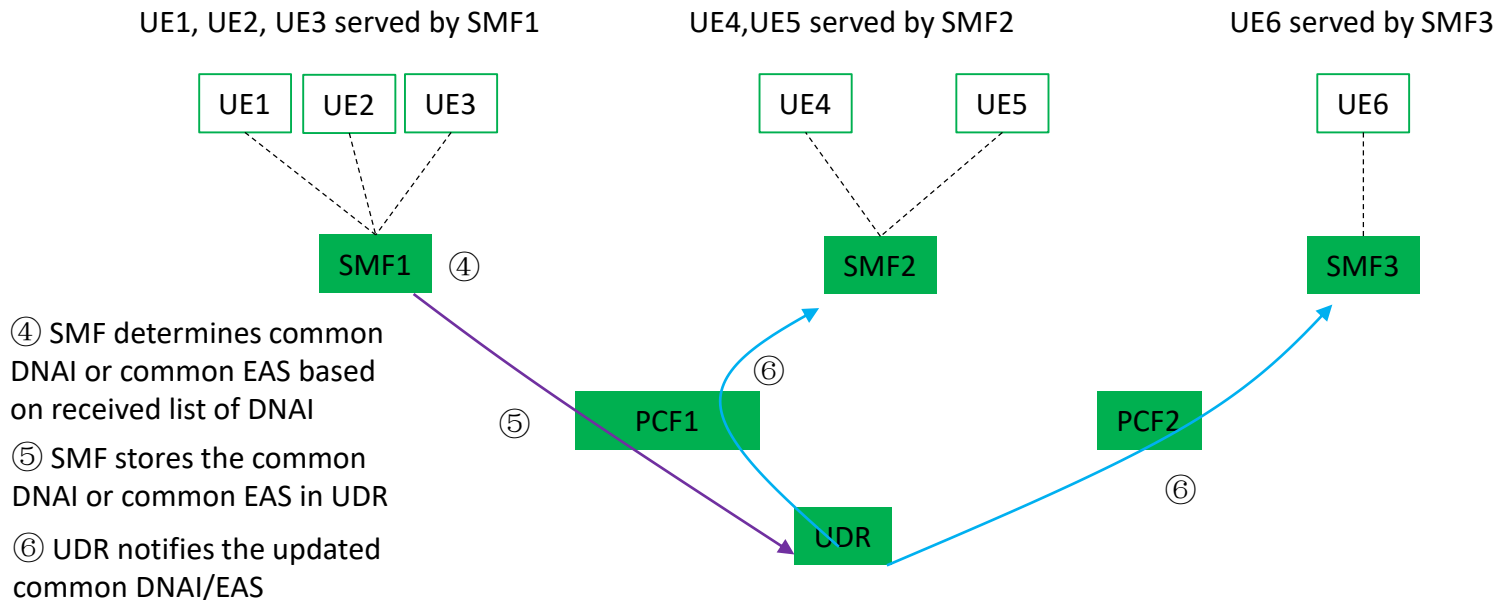 UE1, UE2, UE3 served by SMF1
UE4,UE5 served by SMF2
UE6 served by SMF3
UE1
UE2
UE3
UE4
UE5
UE6
SMF1
④
SMF2
SMF3
④ SMF determines common
DNAI or common EAS based
on received list of DNAI
⑤ SMF stores the common
DNAI or common EAS in UDR
⑥ UDR notifies the updated
common DNAI/EAS
⑤
PCF1
⑥
PCF2
⑥
UDR